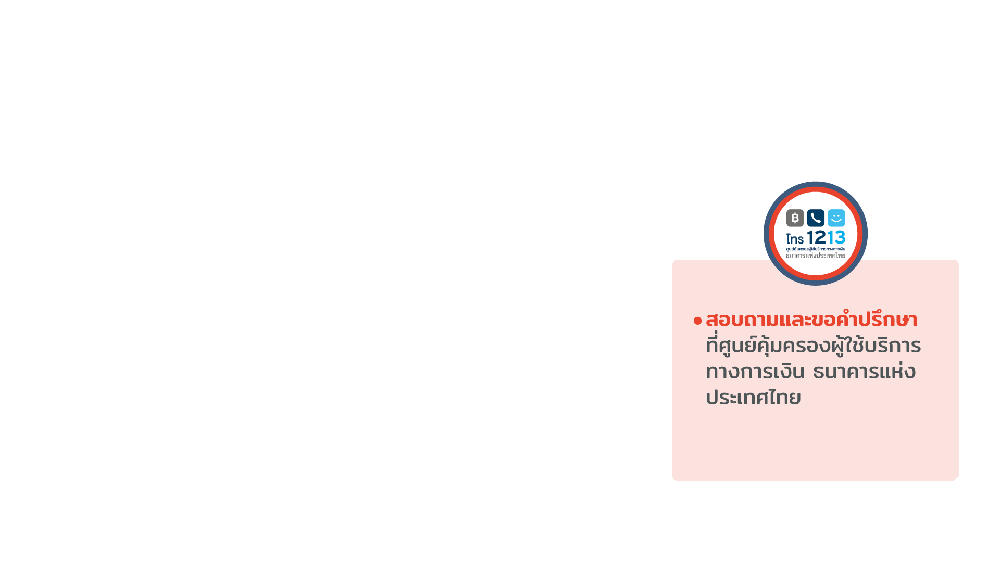 โทร 1213
ศูนย์คุ้มครองผู้ใช้บริการทางการเงิน
ธนาคารแห่งประเทศไทย
• สอบถามและขอคำปรึกษา
ที่ศูนย์คุ้มครองผู้ใช้บริการ
ทางการเงิน ธนาคารแห่ง
ประเทศไทย